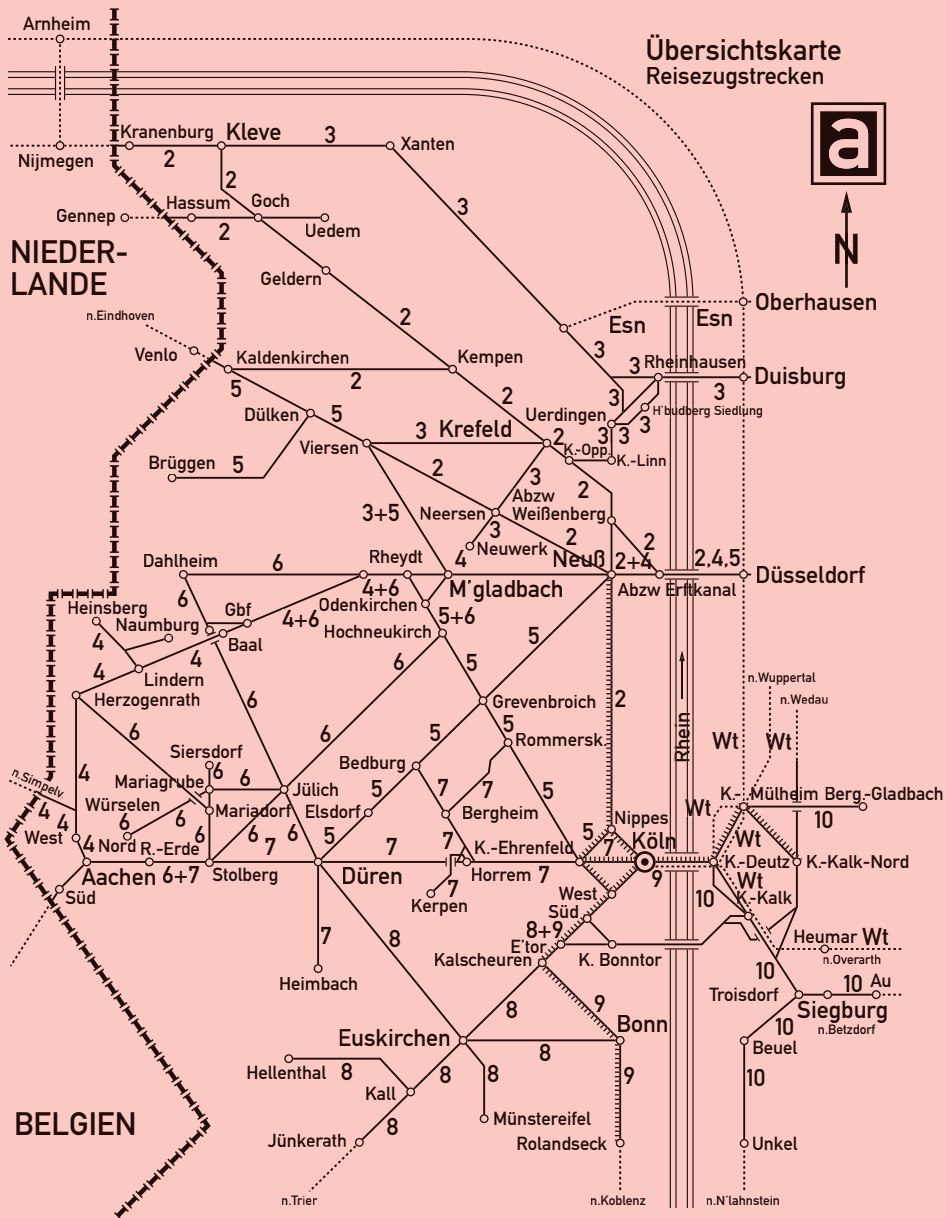 Arnheim
Übersichtskarte
Reisezugstrecken
a
N
Nijmegen
Kranenburg
Kleve
3
Xanten
2
2
3
Gennep
Hassum
Goch
2
Uedem
NIEDER-
LANDE
Geldern
n.Eindhoven
2
Esn
Esn
Oberhausen
Venlo
Kaldenkirchen
2
Kempen
3
3
Rheinhausen
3
Duisburg
5
Dülken
5
2
Uerdingen
3
3
3
3
H'budberg Siedlung
Viersen
3
Krefeld
2
K.-Opp.
K.-Linn
Brüggen
5
2
3
2
3+5
Neersen
Abzw
Weißenberg
3
Neuwerk
2
2
Dahlheim
6
Rheydt
4
M'gladbach
Neuß
2+4
2,4,5
Düsseldorf
Abzw Erftkanal
6
4+6
Odenkirchen
Heinsberg
Naumburg
Gbf
4+6
Hochneukirch
5+6
5
4
4
Baal
6
5
4
Lindern
Herzogenrath
6
6
Grevenbroich
2
Rhein
n.Wuppertal
n.Wedau
Wt
Wt
6
Siersdorf
6
5
5
Rommersk.
Bedburg
n.Simpelv.
4
Mariagrube
6
Jülich
5
7
7
5
4
Würselen
Mariadorf
Elsdorf
Bergheim
Nippes
Wt
K.-Mülheim
Berg-Gladbach
10
West
4
6
Nord
6
6
6
6
5
K.-Ehrenfeld
5
7
Köln
Wt
4
R.-Erde
7
7
7
9
K.-Deutz
K.-Kalk-Nord
Aachen
6+7
Stolberg
Düren
7
Horrem
Wt
Süd
Kerpen
West
10
K.-Kalk
Süd
7
8
8+9
E'tor
K. Bonntor
Heumar
Wt
n.Overarth
Kalscheuren
Heimbach
10
Troisdorf
10
Au
Siegburg
n.Betzdorf
8
9
10
Euskirchen
8
Bonn
Beuel
Hellenthal
8
8
8
9
10
Kall
Münstereifel
BELGIEN
Jünkerath
8
Rolandseck
Unkel
n.Trier
n.Koblenz
n.N'lahnstein